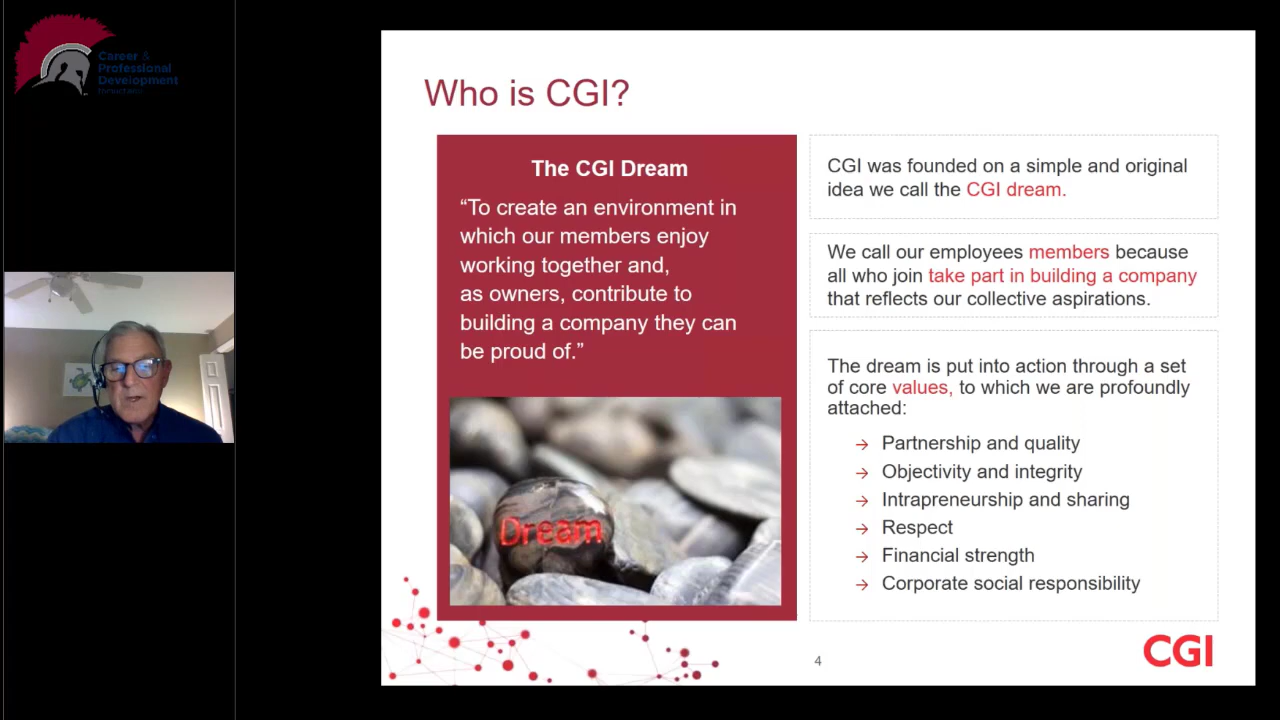 Career &
Professional
Development
Who is CGI?
The CGI Dream
“To create an environment in
which our members enjoy
working together and,
as owners, contribute to
building a company they can
be proud of.”
Dream
CGI was founded on a simple and original
idea we call the CGI dream.
We call our employees members because
all who join take part in building a company
that reflects our collective aspirations.
The dream is put into action through a set
of core values, to which we are profoundly
attached:
→ Partnership and quality
→ Objectivity and integrity
→ Intrapreneurship and sharing
→ Respect
→ Financial strength
→ Corporate social responsibility
4
CGI